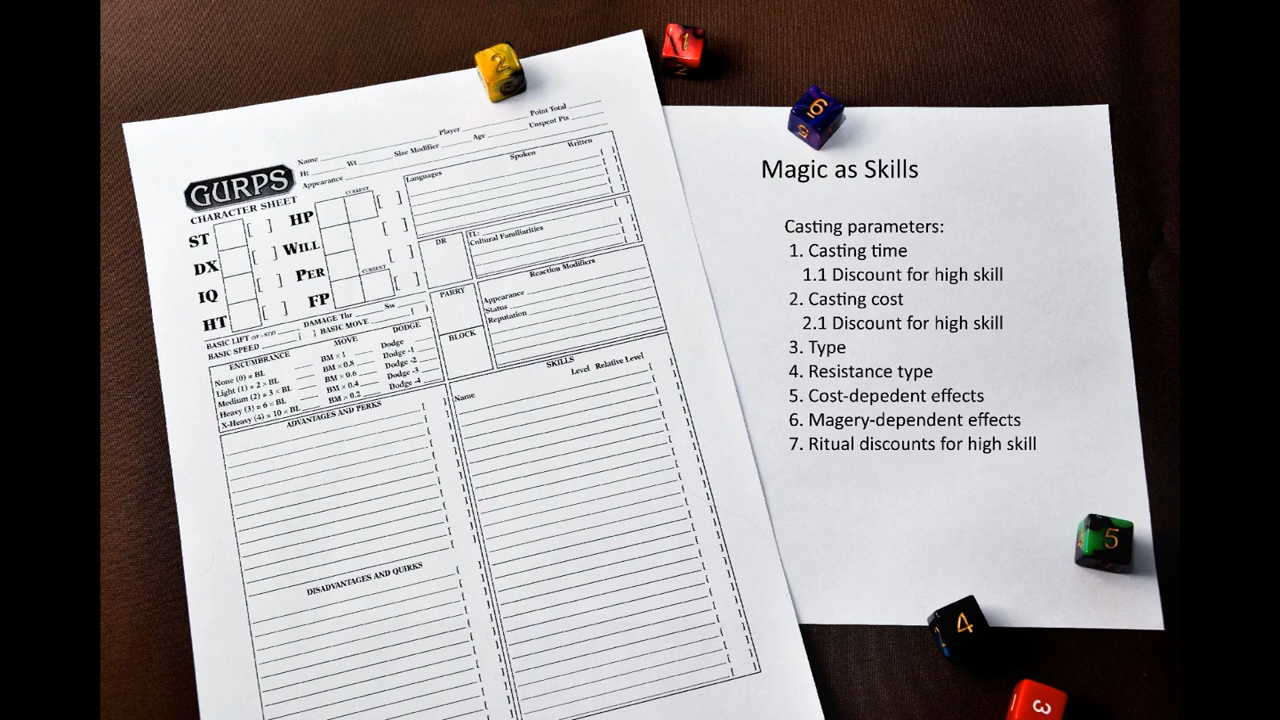 GURPS
CHARACTER SHEET
Name Player Point Total
Ht Wt Size Modifier Age Unspent Pts
Appearance
ST [ ] HP CURRENT [ ]
DX [ ] WILL [ ]
IQ [ ] PER [ ]
HT [ ] FP CURRENT [ ]
Languages Spoken Written
DR
TL:
Cultural Familiarities
PARRY
Reaction Modifiers
Appearance
Status
Reputation
BLOCK
BASIC LIFT DAMAGE Thr Sw
BASIC SPEED [ ] BASIC MOVE [ ]
ENCUMBRANCE MOVE DODGE
None (0) = BL BM × 1 Dodge
Light (1) = 2 × BL BM × 0.8 Dodge -1
Medium (2) = 3 × BL BM × 0.6 Dodge -2
Heavy (3) = 6 × BL BM × 0.4 Dodge -3
X-Heavy (4) = 10 × BL BM × 0.2 Dodge -4
ADVANTAGES AND PERKS
DISADVANTAGES AND QUIRKS
SKILLS
Name Level Relative Level
Magic as Skills
Casting parameters:
1. Casting time
1.1 Discount for high skill
2. Casting cost
2.1 Discount for high skill
3. Type
4. Resistance type
5. Cost-depedent effects
6. Magery-dependent effects
7. Ritual discounts for high skill
2
1
2
6
5
5
4
3